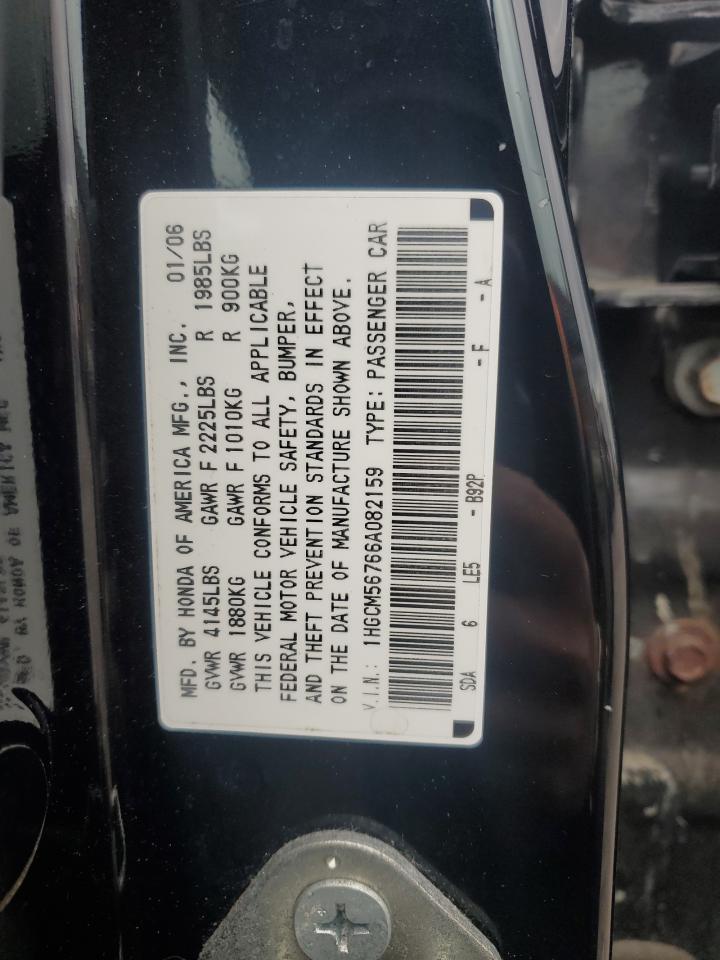 MFD. BY HONDA OF AMERICA MFG., INC. 01/06
GVWR 4145LBS GAWR F 2225LBS R 1985LBS
GVWR 1880KG GAWR F 1010KG R 900KG
THIS VEHICLE CONFORMS TO ALL APPLICABLE
FEDERAL MOTOR VEHICLE SAFETY, BUMPER,
AND THEFT PREVENTION STANDARDS IN EFFECT
ON THE DATE OF MANUFACTURE SHOWN ABOVE.
V.I.N.: 1HGCM56766A082159 TYPE: PASSENGER CAR
SDA 6 LE5 - B92P - F - A